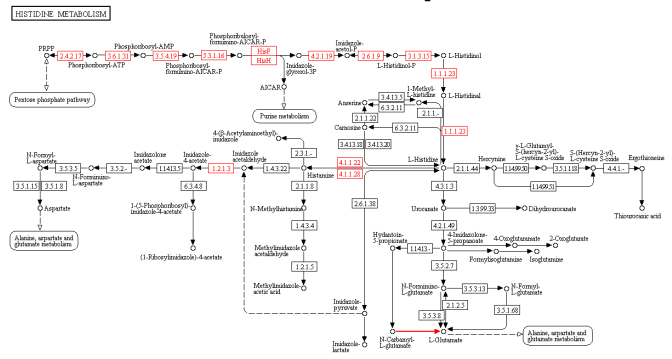 HISTIDINE METABOLISM
PRPP
Phosphoribosyl-AMP
Phosphoribulosyl-
formimino-AICAR-P
2.4.2.17
3.6.1.31
3.5.4.19
5.3.1.16
HisF
HisH
4.2.1.19
Imidazole-
acetol-P
2.6.1.9
3.1.3.15
L-Histidinol
Phosphoribosyl-ATP
Phosphoribosyl-
formimino-AICAR-P
Imidazole-
glycerol-3P
L-Histidinol-P
1.1.1.23
AICAR
Pentose phosphate pathway
Purine metabolism
L-Histidinal
1-Methyl-
L-histidine
3.4.13.5
6.3.2.11
Anserine
2.1.1.22
2.1.1.-
Carnosine
6.3.2.11
1.1.1.23
3.4.13.18
3.4.13.20
4-(β-Acetylaminoethyl)-
imidazole
2.3.1.-
N-Formyl-
L-aspartate
Imidazolone
acetate
Imidazole-
4-acetate
Imidazole
acetaldehyde
3.5.3.5
3.5.2.-
1.14.13.5
1.2.1.3
1.4.3.22
4.1.1.22
4.1.1.28
Histamine
L-Histidine
2.1.1.44
Hercynine
γ-L-Glutamyl-
S-(hercyn-2-yl)-
L-cysteine S-oxide
S-(Hercyn-2-yl)-
L-cysteine S-oxide
1.14.99.50
3.5.1.118
4.4.1.-
Ergothioneine
1.14.99.51
N-Formimino-
L-aspartate
3.5.1.15
3.5.1.8
6.3.4.8
2.1.1.8
4.3.1.3
2.6.1.38
Aspartate
1-(5-Phosphoribosyl)-
imidazole-4-acetate
N-Methylhistamine
Urocanate
1.3.99.33
Dihydrourocanate
Thiourocanic acid
Alanine, aspartate and
glutamate metabolism
1.4.3.4
4.2.1.49
Methylimidazole
acetaldehyde
Hydantoin-
5-propionate
4-Imidazolone-
5-propanoate
4-Oxoglutaramate
2-Oxoglutarate
1.14.13.-
(1-Ribosylimidazole)-4-acetate
1.2.1.5
Formylisoglutamine
Isoglutamine
3.5.2.7
Methylimidazole-
acetic acid
N-Formimino-
L-glutamate
3.5.3.13
N-Formyl-
L-glutamate
Imidazole-
pyruvate
2.1.2.5
3.5.3.8
3.5.1.68
Imidazole-
lactate
N-Carbamyl-
L-glutamate
L-Glutamate
Alanine, aspartate and
glutamate metabolism